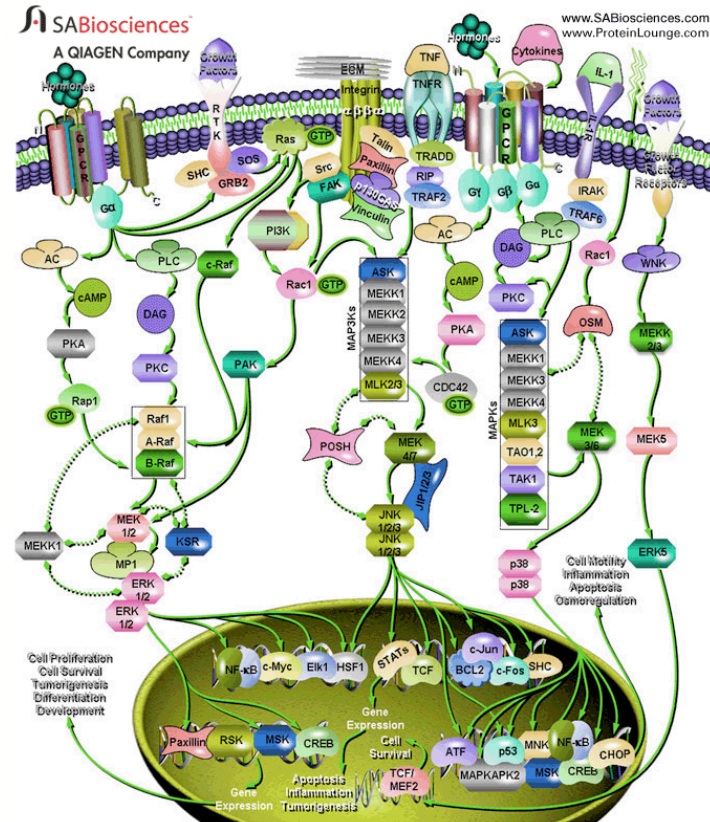 SABiosciences™
A QIAGEN Company
www.SABiosciences.com
www.ProteinLounge.com
Hormones
Growth
Factors
ECM
Integrin
α β β α
TNF
TNFR
Hormones
Cytokines
IL-1
IL-1R
Growth
Factors
Growth
Factor
Receptors
N
GPCR
C
RTK
SHC
GRB2
SOS
Ras
GTP
Src
FAK
Talin
Paxillin
p130CAS
Vinculin
TRADD
RIP
TRAF2
N
GPCR
C
Gγ
Gβ
Gα
IRAK
TRAF6
Gα
AC
PLC
c-Raf
PI3K
Rac1
GTP
cAMP
DAG
PKA
PKC
PAK
Rap1
GTP
Raf1
A-Raf
B-Raf
MAP3Ks
ASK
MEKK1
MEKK2
MEKK3
MEKK4
MLK2/3
AC
cAMP
PKA
CDC42
GTP
DAG
PLC
PKC
Rac1
OSM
WNK
MEKK
2/3
MEK5
ERK5
MAPKs
ASK
MEKK1
MEKK3
MEKK4
MLK3
TAO1,2
TAK1
TPL-2
MEK
3/6
POSH
MEK
4/7
JIP1/2/3
JNK
1/2/3
JNK
1/2/3
MEKK1
MEK
1/2
MP1
KSR
ERK
1/2
ERK
1/2
p38
p38
Cell Motility
Inflammation
Apoptosis
Osmoregulation
Cell Proliferation
Cell Survival
Tumorigenesis
Differentiation
Development
NF-κB
c-Myc
Elk1
HSF1
STATs
TCF
BCL2
c-Jun
c-Fos
SHC
Paxillin
RSK
MSK
CREB
Gene
Expression
Gene
Expression
Apoptosis
Inflammation
Tumorigenesis
Cell
Survival
TCF/
MEF2
ATF
p53
MAPKAPK2
MNK
MSK
NF-κB
CREB
CHOP